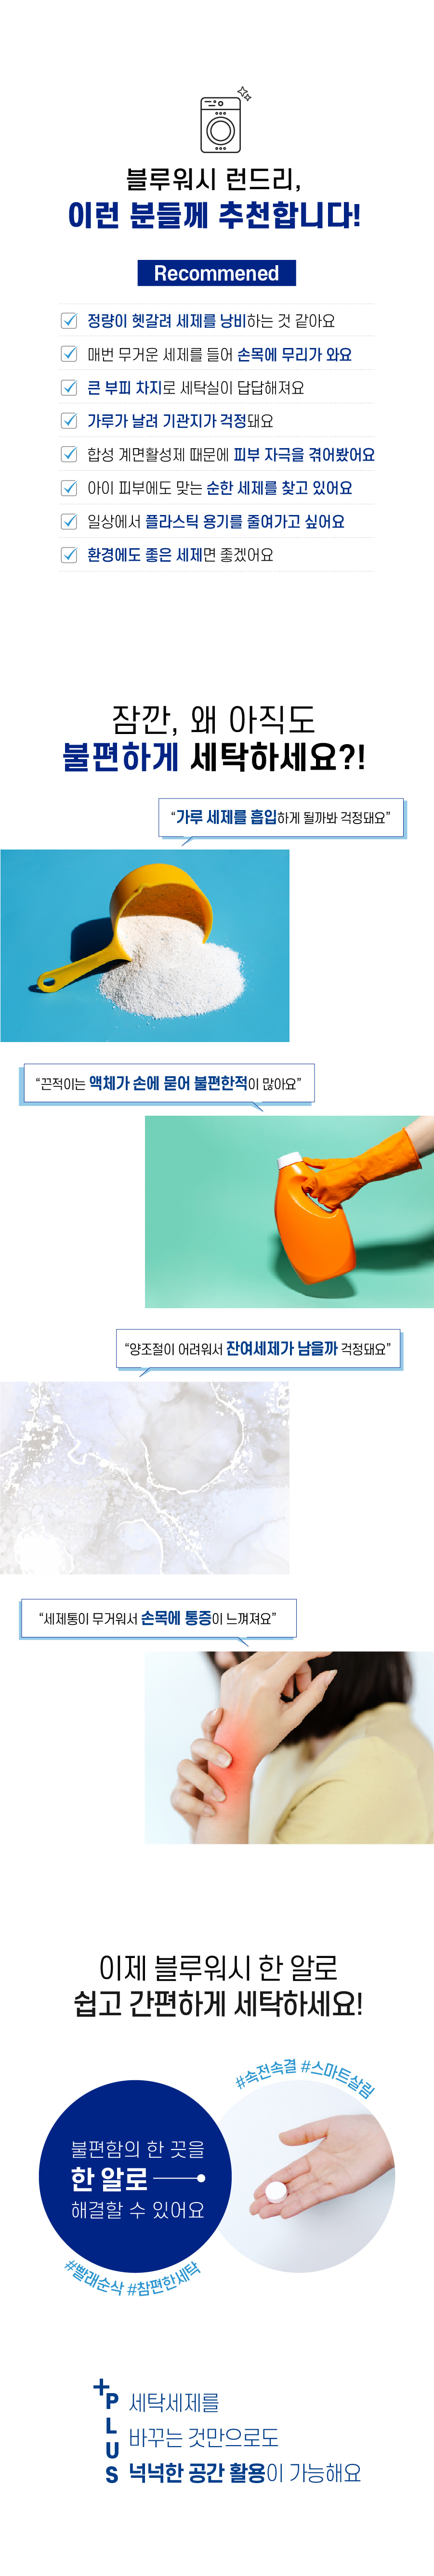 블루워시 런드리,
이런 분들께 추천합니다!
Recommened
정량이 헷갈려 세제를 낭비하는 것 같아요
매번 무거운 세제를 들어 손목에 무리가 와요
큰 부피 차지로 세탁실이 답답해져요
가루가 날려 기관지가 걱정돼요
합성 계면활성제 때문에 피부 자극을 겪어봤어요
아이 피부에도 맞는 순한 세제를 찾고 있어요
일상에서 플라스틱 용기를 줄여가고 싶어요
환경에도 좋은 세제면 좋겠어요
잠깐, 왜 아직도
불편하게 세탁하세요?!
“가루 세제를 흡입하게 될까봐 걱정돼요”
“끈적이는 액체가 손에 묻어 불편한적이 많아요”
“양조절이 어려워서 잔여세제가 남을까 걱정돼요”
“세제통이 무거워서 손목에 통증이 느껴져요”
이제 블루워시 한 알로
쉽고 간편하게 세탁하세요!
#속전속결 #스마트살림
불편함의 한 끗을
한 알로
해결할 수 있어요
#빨래순삭 #참편한세탁
+PLUS
세탁세제를
바꾸는 것만으로도
넉넉한 공간 활용이 가능해요